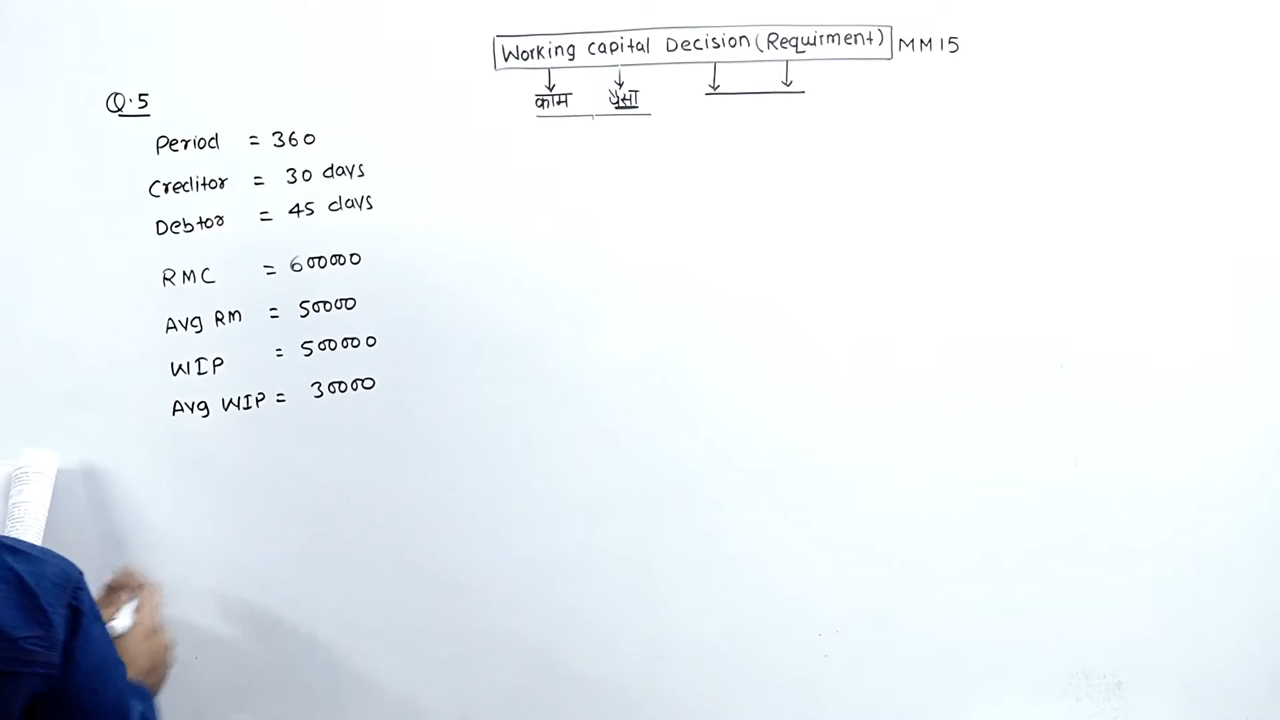 Working Capital Decision (Requirment) MM15
काम पैसा
Q.5
Period = 360
Creditor = 30 days
Debtor = 45 days
RMC = 600000
Avg RM = 50000
WIP = 500000
Avg WIP = 30000